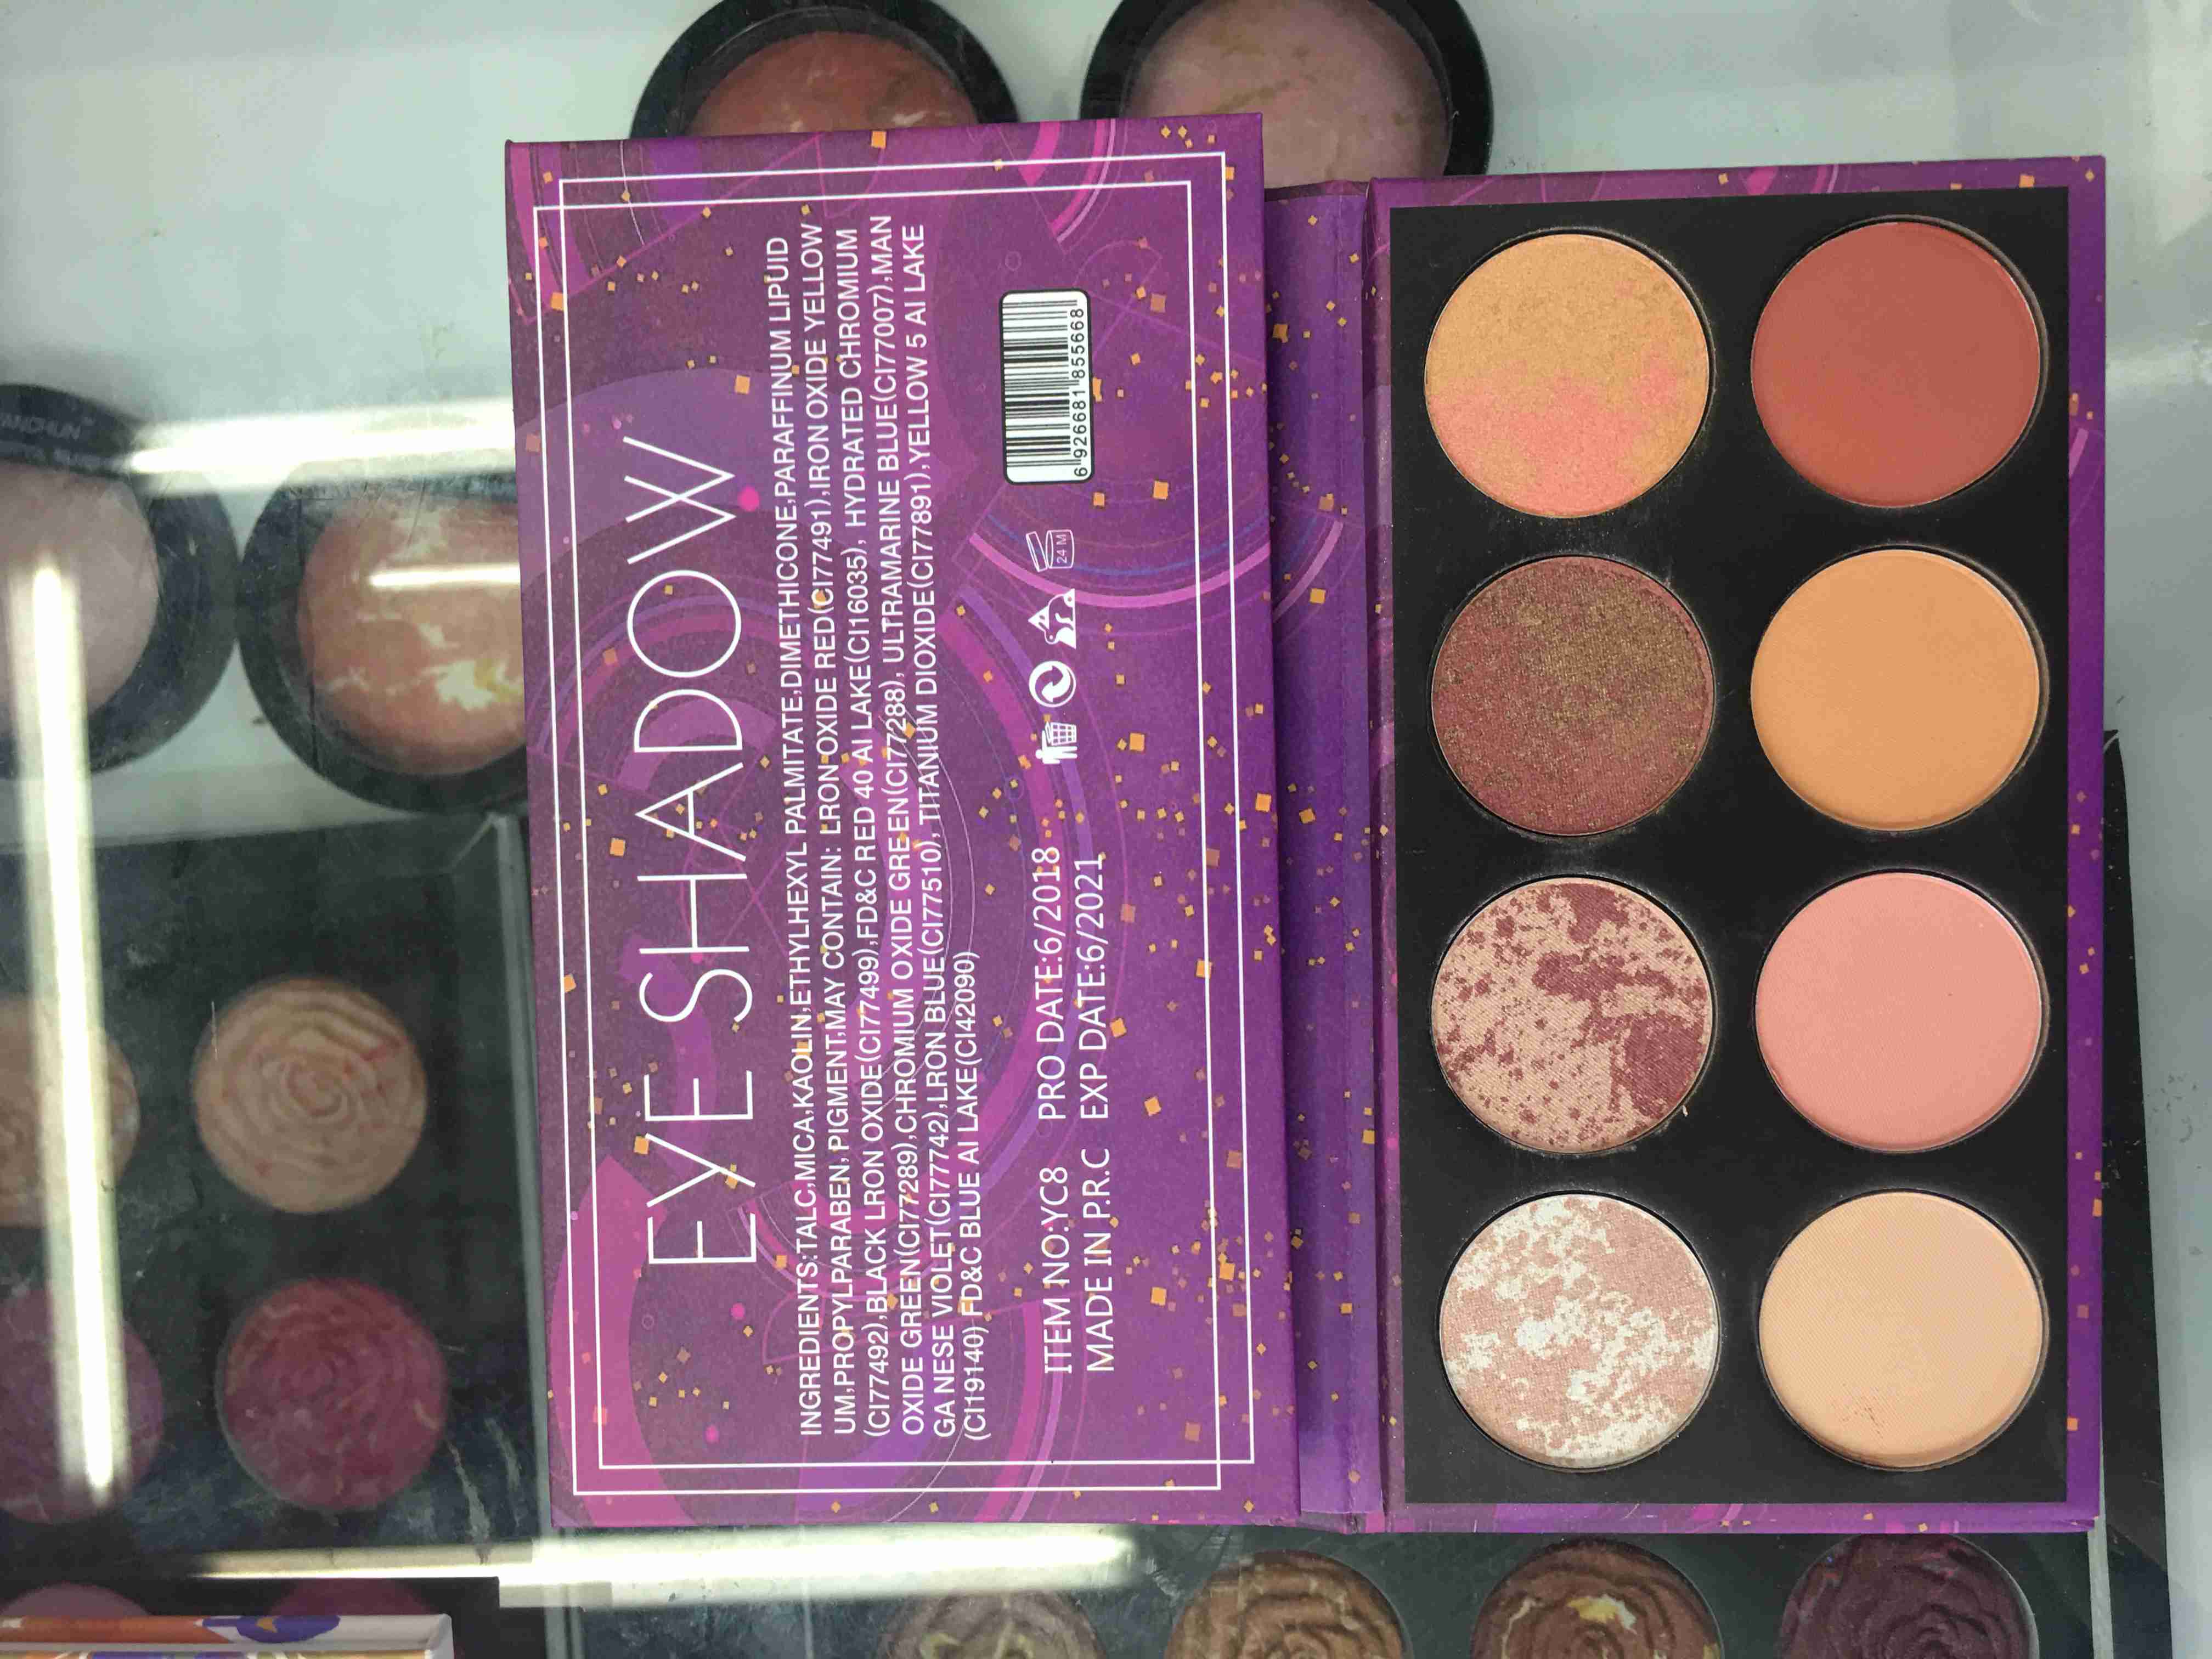 EYE SHADOW
INGREDIENTS:TALC,MICA,KAOLIN,ETHYLHEXYL PALMITATE,DIMETHICONE,PARAFFINUM LIPUID
UM,PROPYLPARABEN, PIGMENT,MAY CONTAIN: LRON OXIDE RED(CI77491),IRON OXIDE YELLOW
(CI77492),BLACK LRON OXIDE(CI77499),FD&C RED 40 AI LAKE(CI16035), HYDRATED CHROMIUM
OXIDE GREEN(CI77289),CHROMIUM OXIDE GREEN(CI77288), ULTRAMARINE BLUE(CI77007),MAN
GA NESE VIOLET(CI77742),LRON BLUE(CI77510), TITANIUM DIOXIDE(CI77891),YELLOW 5 AI LAKE
(CI19140) FD&C BLUE AI LAKE(CI42090)
ITEM NO:YC8 PRO DATE:6/2018
MADE IN P.R.C EXP DATE:6/2021
24 M
6 926681 855668